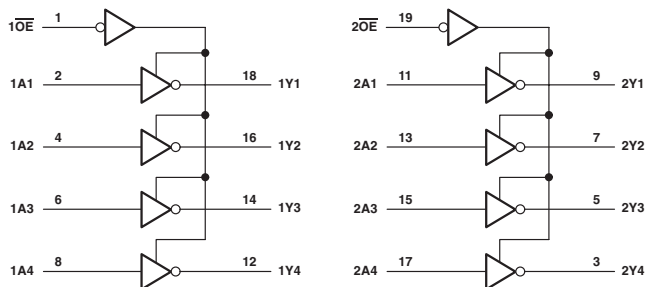 1OE 1
1A1 2 18 1Y1
1A2 4 16 1Y2
1A3 6 14 1Y3
1A4 8 12 1Y4
2OE 19
2A1 11 9 2Y1
2A2 13 7 2Y2
2A3 15 5 2Y3
2A4 17 3 2Y4